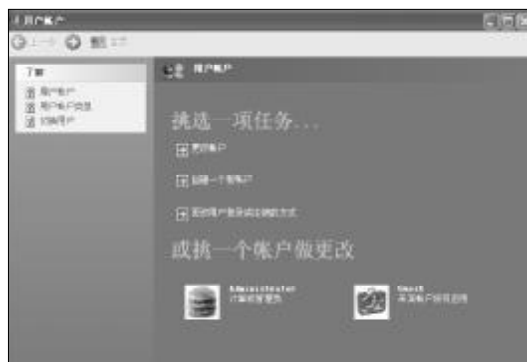 用户帐户
上一步 主页
了解
用户帐户
用户帐户类型
切换用户
用户帐户
挑选一项任务...
更改帐户
创建一个新帐户
更改用户登录或注销的方式
或挑一个帐户做更改
Administrator
计算机管理员
Guest
来宾帐户没有启用